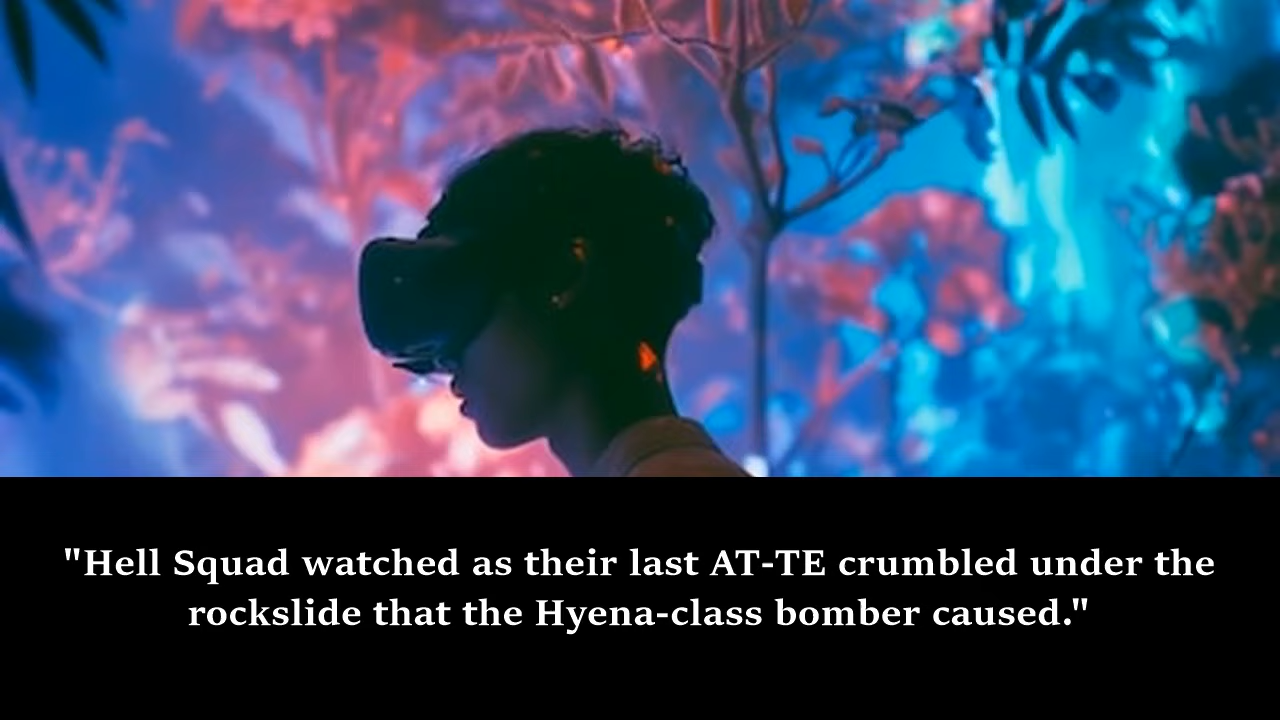 "Hell Squad watched as their last AT-TE crumbled under the
rockslide that the Hyena-class bomber caused."